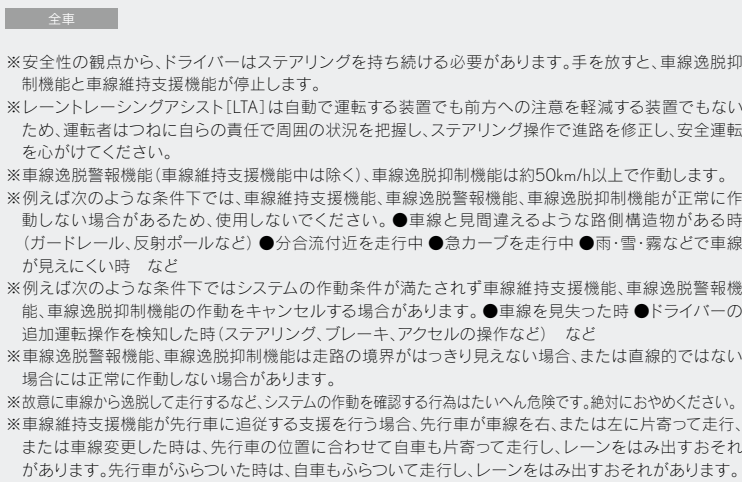 全車
※安全性の観点から、ドライバーはステアリングを持ち続ける必要があります。手を放すと、車線逸脱抑
制機能と車線維持支援機能が停止します。
※レーントレーシングアシスト[LTA]は自動で運転する装置でも前方への注意を軽減する装置でもない
ため、運転者はつねに自らの責任で周囲の状況を把握し、ステアリング操作で進路を修正し、安全運転
を心がけてください。
※車線逸脱警報機能(車線維持支援機能中は除く)、車線逸脱抑制機能は約50km/h以上で作動します。
※例えば次のような条件下では、車線維持支援機能、車線逸脱警報機能、車線逸脱抑制機能が正常に作
動しない場合があるため、使用しないでください。●車線と見間違えるような路側構造物がある時
(ガードレール、反射ポールなど) ●分合流付近を走行中 ●急カーブを走行中 ●雨・雪・霧などで車線
が見えにくい時 など
※例えば次のような条件下ではシステムの作動条件が満たされず車線維持支援機能、車線逸脱警報機
能、車線逸脱抑制機能の作動をキャンセルする場合があります。●車線を見失った時 ●ドライバーの
追加運転操作を検知した時(ステアリング、ブレーキ、アクセルの操作など) など
※車線逸脱警報機能、車線逸脱抑制機能は走路の境界がはっきり見えない場合、または直線的ではない
場合には正常に作動しない場合があります。
※故意に車線から逸脱して走行するなど、システムの作動を確認する行為はたいへん危険です。絶対におやめください。
※車線維持支援機能が先行車に追従する支援を行う場合、先行車が車線を右、または左に片寄って走行、
または車線変更した時は、先行車の位置に合わせて自車も片寄って走行し、レーンをはみ出すおそれ
があります。先行車がふらついた時は、自車もふらついて走行し、レーンをはみ出すおそれがあります。